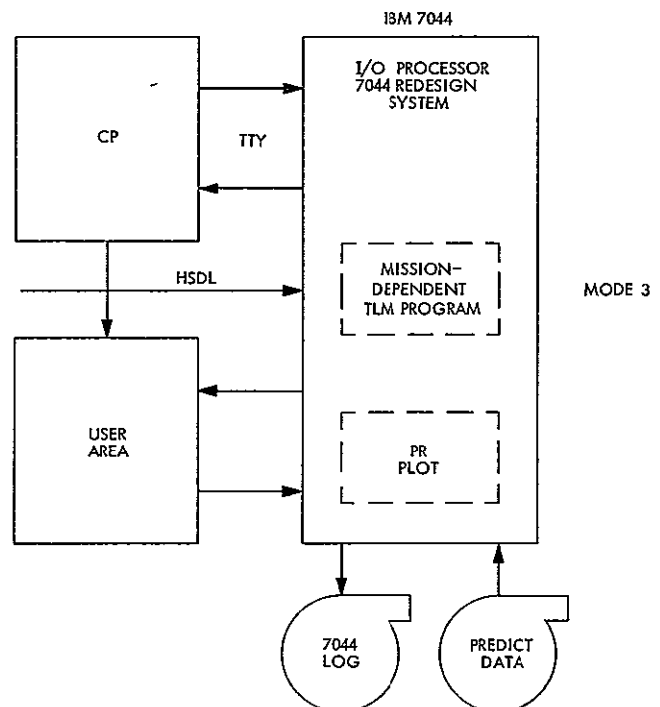 IBM 7044
I/O PROCESSOR
7044 REDESIGN
SYSTEM
CP
TTY
HSDL
MISSION-
DEPENDENT
TLM PROGRAM
MODE 3
USER
AREA
PR
PLOT
7044
LOG
PREDICT
DATA